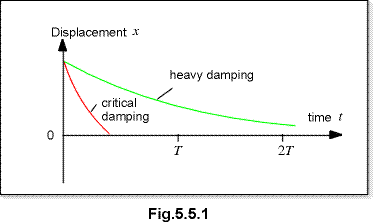 Displacement x
heavy damping
critical
damping
time t
0
T
2T
Fig.5.5.1